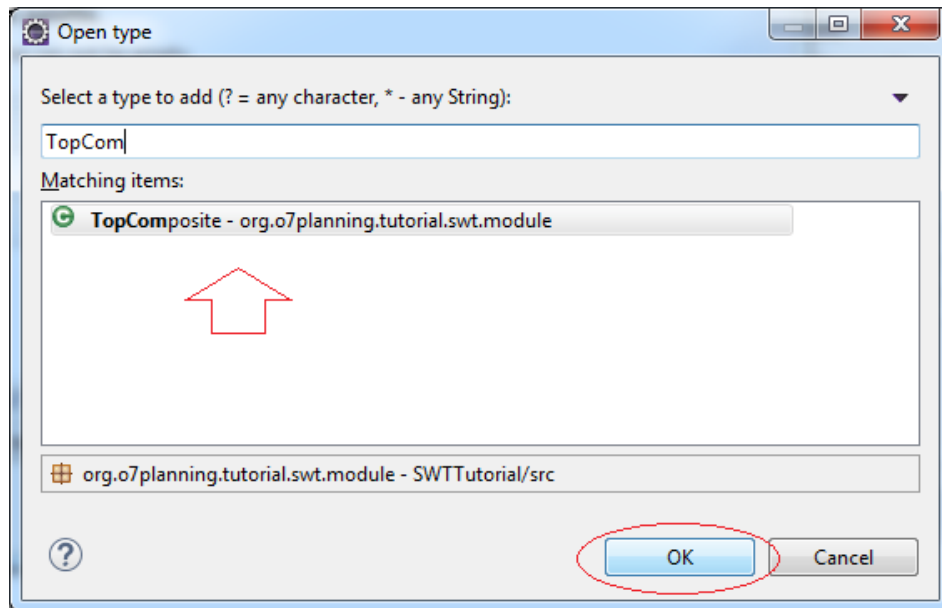 Open type
Select a type to add (? = any character, * - any String):
TopCom
Matching items:
TopComposite - org.o7planning.tutorial.swt.module
org.o7planning.tutorial.swt.module - SWTTutorial/src
OK Cancel